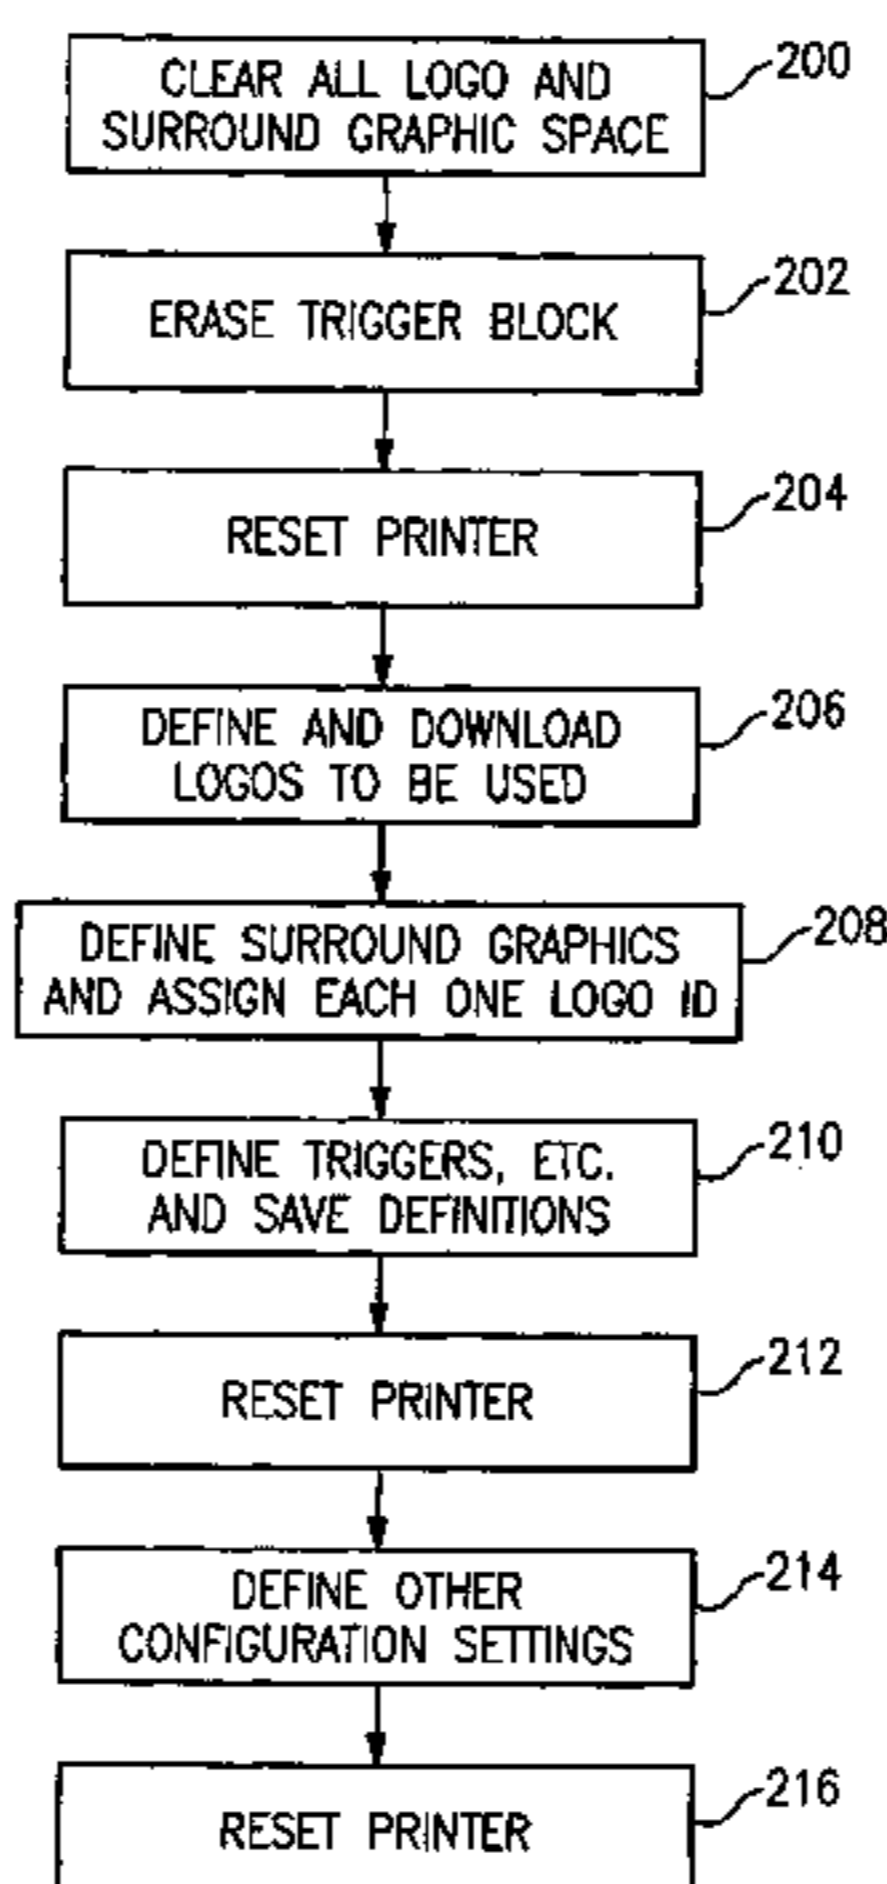 CLEAR ALL LOGO AND
SURROUND GRAPHIC SPACE
200
ERASE TRIGGER BLOCK
202
RESET PRINTER
204
DEFINE AND DOWNLOAD
LOGOS TO BE USED
206
DEFINE SURROUND GRAPHICS
AND ASSIGN EACH ONE LOGO ID
208
DEFINE TRIGGERS, ETC.
AND SAVE DEFINITIONS
210
RESET PRINTER
212
DEFINE OTHER
CONFIGURATION SETTINGS
214
RESET PRINTER
216